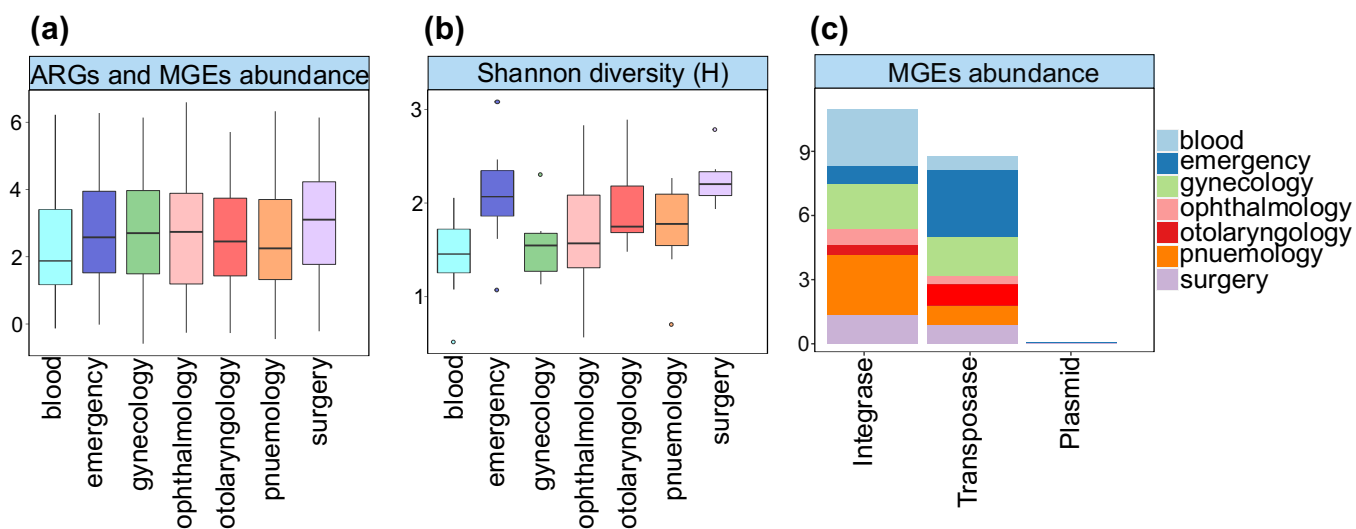 (a)
ARGs and MGEs abundance
6
4
2
0
blood
emergency
gynecology
ophthalmology
otolaryngology
pnuemology
surgery
(b)
Shannon diversity (H)
3
2
1
blood
emergency
gynecology
ophthalmology
otolaryngology
pnuemology
surgery
(c)
MGEs abundance
9
6
3
0
Integrase
Transposase
Plasmid
blood
emergency
gynecology
ophthalmology
otolaryngology
pnuemology
surgery